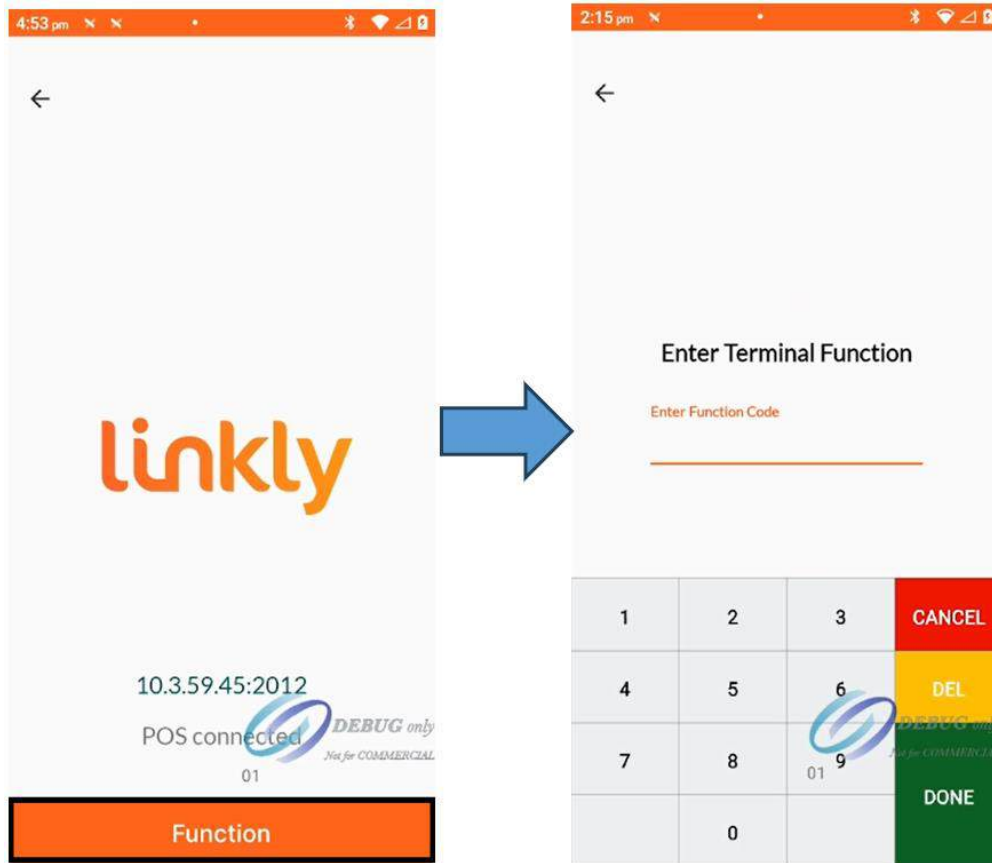 4:53 pm
linkly
10.3.59.45:2012
POS connected
DEBUG only
Not for COMMERCIAL
01
Function
2:15 pm
Enter Terminal Function
Enter Function Code
1 2 3 CANCEL
4 5 6 DEL
DEBUG only
Not for COMMERCIAL
7 8 9
01
DONE
0